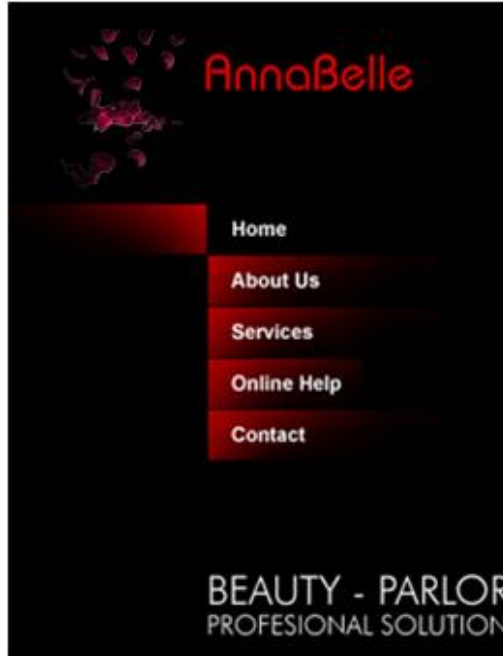 AnnaBelle
Home
About Us
Services
Online Help
Contact
BEAUTY - PARLOR
PROFESIONAL SOLUTION